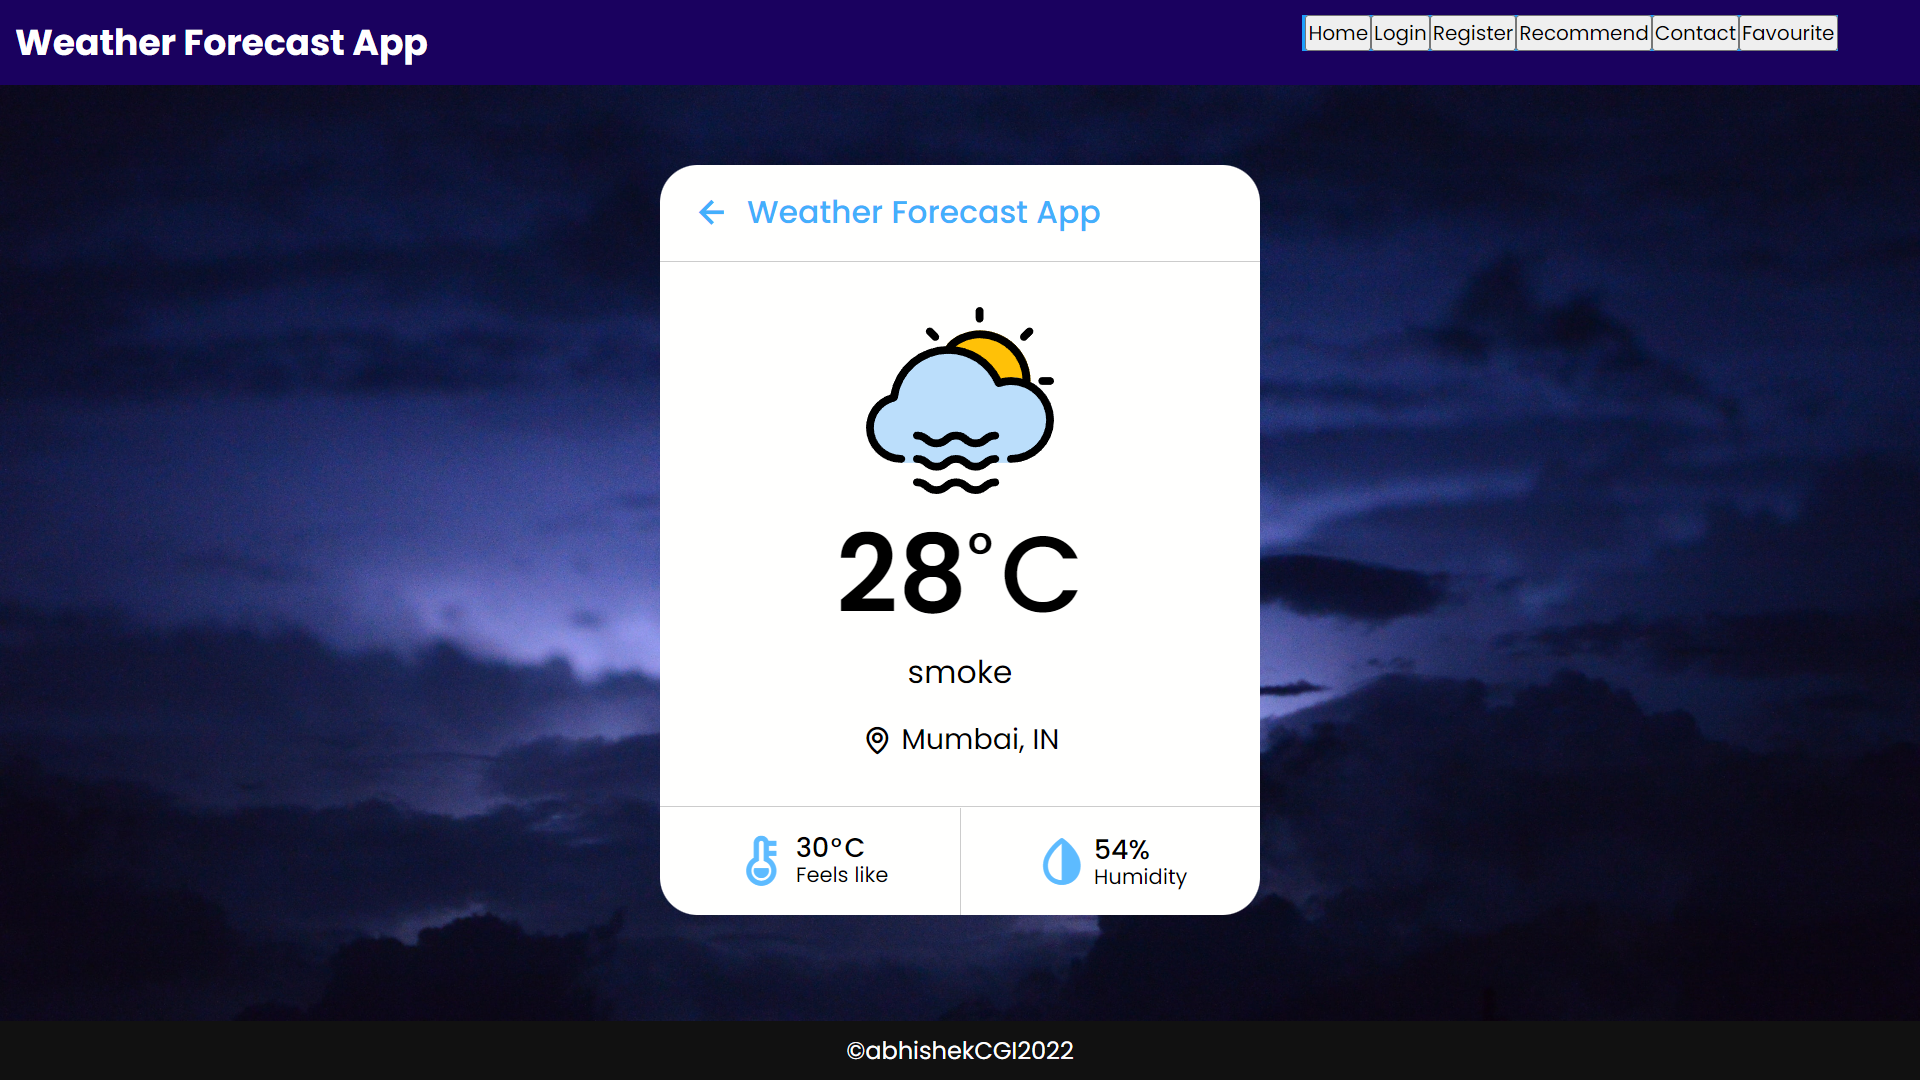 Weather Forecast App
Home Login Register Recommend Contact Favourite
Weather Forecast App
28°C
smoke
Mumbai, IN
30°C
Feels like
54%
Humidity
©abhishekCGI2022